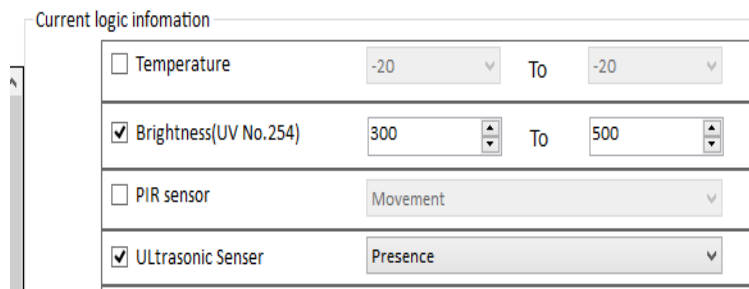 Current logic infomation
Temperature -20 To -20
Brightness(UV No.254) 300 To 500
PIR sensor Movement
ULtrasonic Senser Presence